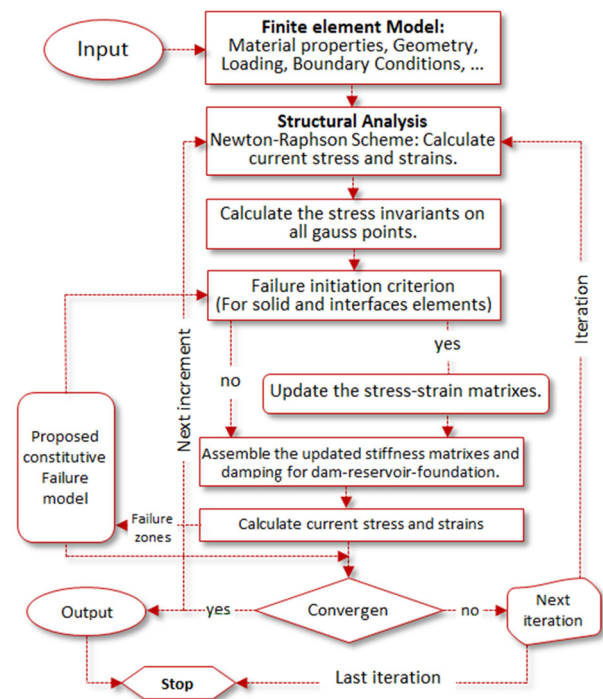 Input
Finite element Model:
Material properties, Geometry,
Loading, Boundary Conditions, ...
Structural Analysis
Newton-Raphson Scheme: Calculate
current stress and strains.
Calculate the stress invariants on
all gauss points.
Failure initiation criterion
(For solid and interfaces elements)
no
yes
Next increment
Iteration
Update the stress-strain matrixes.
Proposed
constitutive
Failure
model
Assemble the updated stiffness matrixes and
damping for dam-reservoir-foundation.
Failure
zones
Calculate current stress and strains
Output
yes
Convergen
no
Next
iteration
Stop
Last iteration